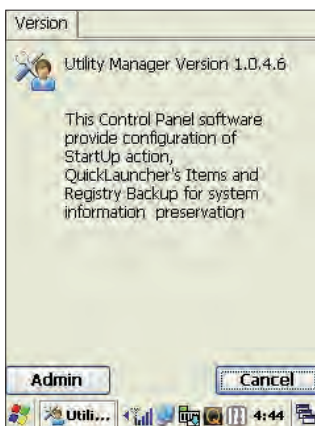 Version
Utility Manager Version 1.0.4.6
This Control Panel software
provide configuration of
StartUp action,
QuickLauncher's Items and
Registry Backup for system
information preservation
Admin
Cancel
Utili...
4:44